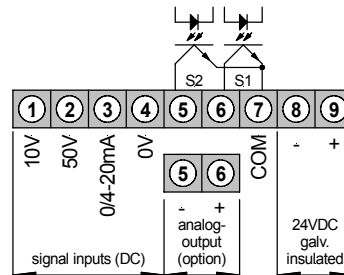 S2 S1
1 2 3 4 5 6 7 8 9
10V 50V 0/4-20mA 0V COM - +
5 6
- +
analog-
output
(option)
24VDC
galv.
insulated
signal inputs (DC)